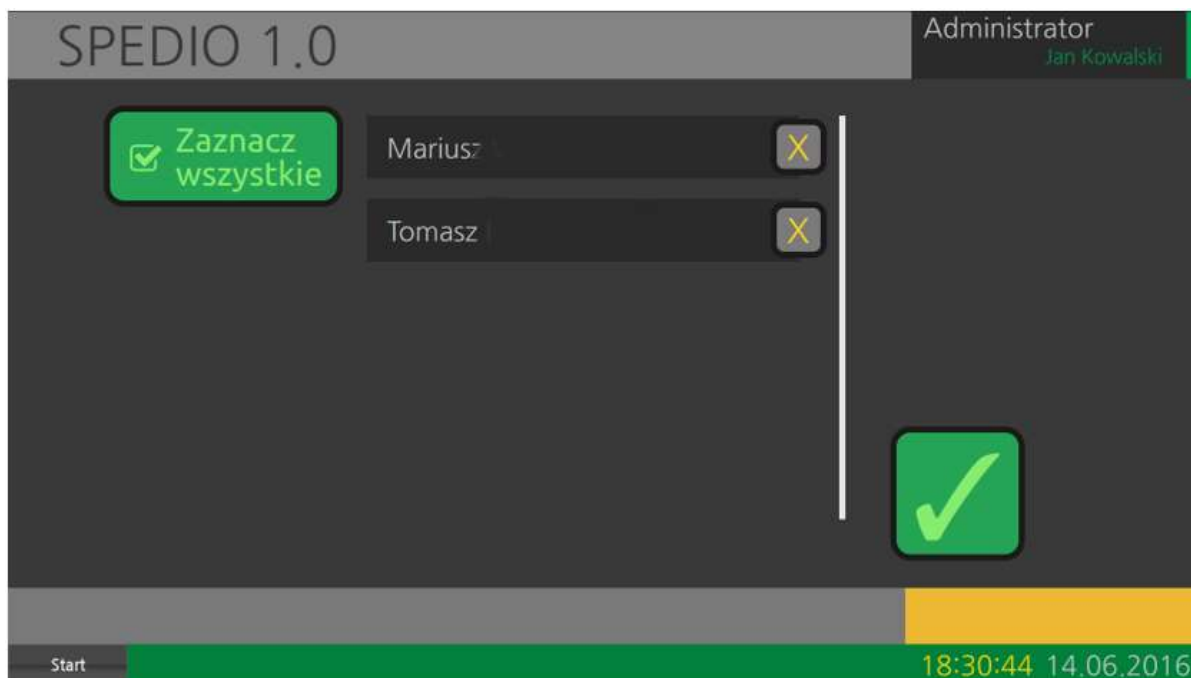 SPEDIO 1.0
Administrator
Jan Kowalski
Zaznacz
wszystkie
Mariusz
X
Tomasz
X
Start
18:30:44 14.06.2016